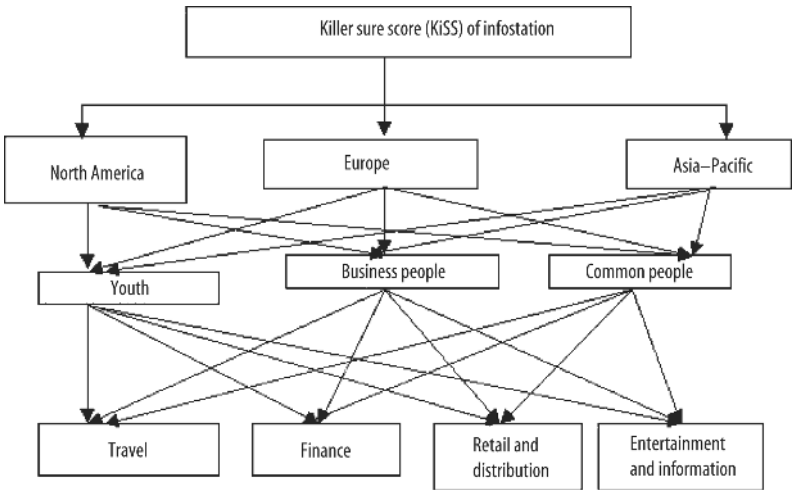 Killer sure score (KiSS) of infostation
North America
Europe
Asia–Pacific
Youth
Business people
Common people
Travel
Finance
Retail and
distribution
Entertainment
and information